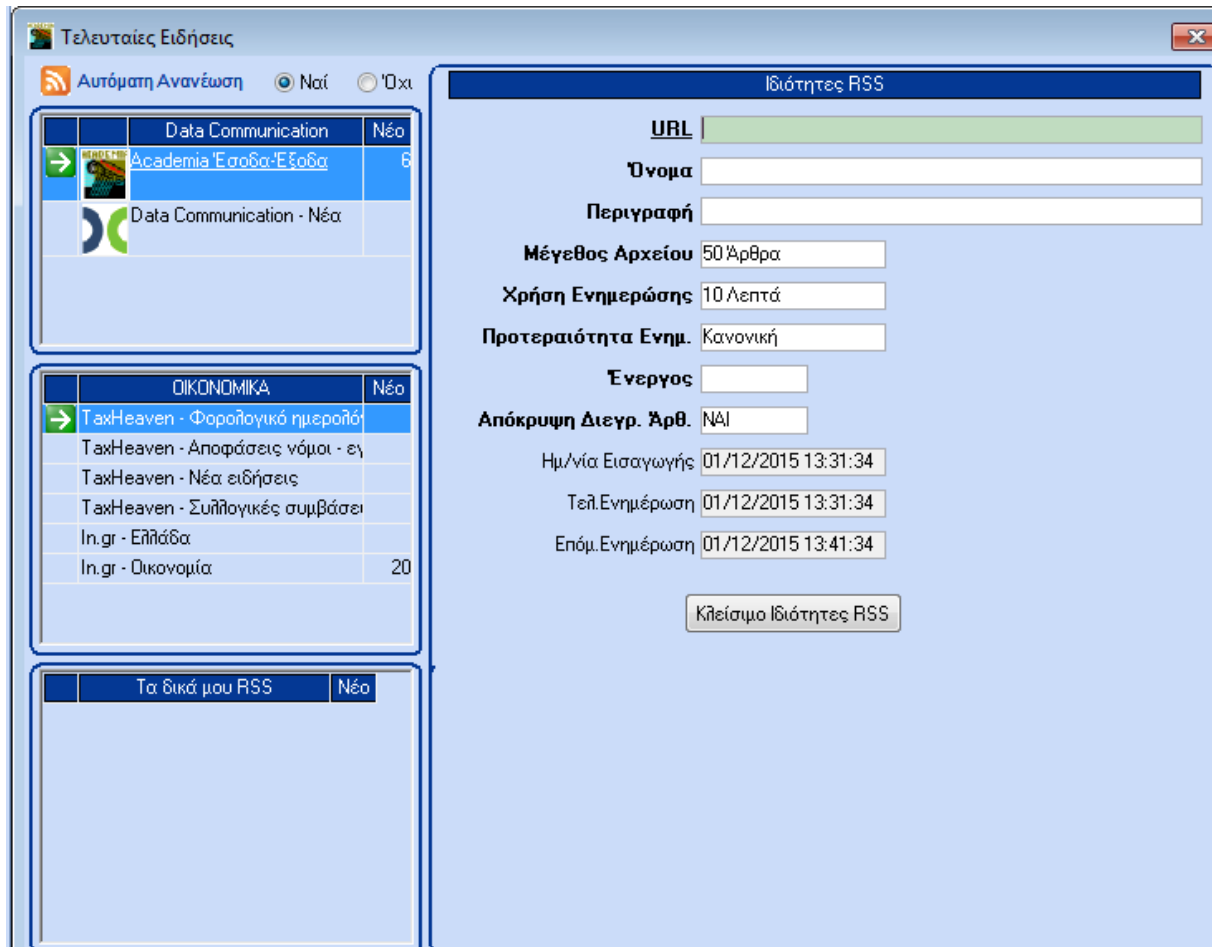 Τελευταίες Ειδήσεις
Αυτόματη Ανανέωση Ναί Όχι
Data Communication Νέο
Academia Έσοδα-Έξοδα 6
Data Communication - Νέα
ΟΙΚΟΝΟΜΙΚΑ Νέο
TaxHeaven - Φορολογικό ημερολόγ
TaxHeaven - Αποφάσεις νόμοι - εγ
TaxHeaven - Νέα ειδήσεις
TaxHeaven - Συλλογικές συμβάσει
In.gr - Ελλάδα
In.gr - Οικονομία 20
Τα δικά μου RSS Νέο
Ιδιότητες RSS
URL
Όνομα
Περιγραφή
Μέγεθος Αρχείου 50 Άρθρα
Χρήση Ενημερώσης 10 Λεπτά
Προτεραιότητα Ενημ. Κανονική
Ένεργος
Απόκρυψη Διεγρ. Άρθ. ΝΑΙ
Ημ/νία Εισαγωγής 01/12/2015 13:31:34
Τελ.Ενημέρωση 01/12/2015 13:31:34
Επόμ.Ενημέρωση 01/12/2015 13:41:34
Κλείσιμο Ιδιότητες RSS